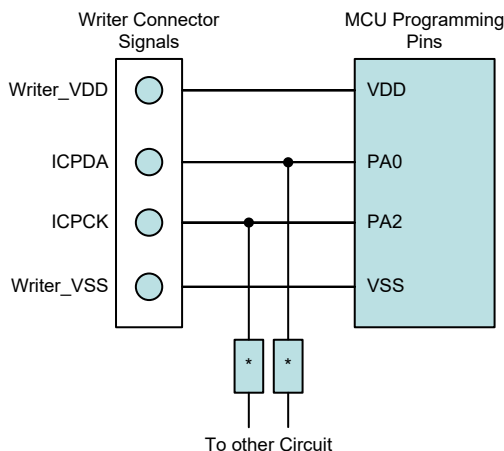 Writer Connector
Signals
MCU Programming
Pins
Writer_VDD
VDD
ICPDA
PA0
ICPCK
PA2
Writer_VSS
VSS
*
*
To other Circuit